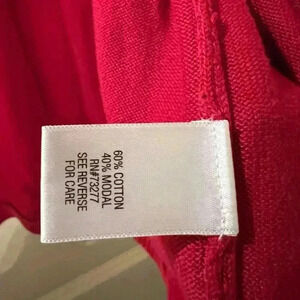 60% COTTON
40% MODAL
RN#73277
SEE REVERSE
FOR CARE